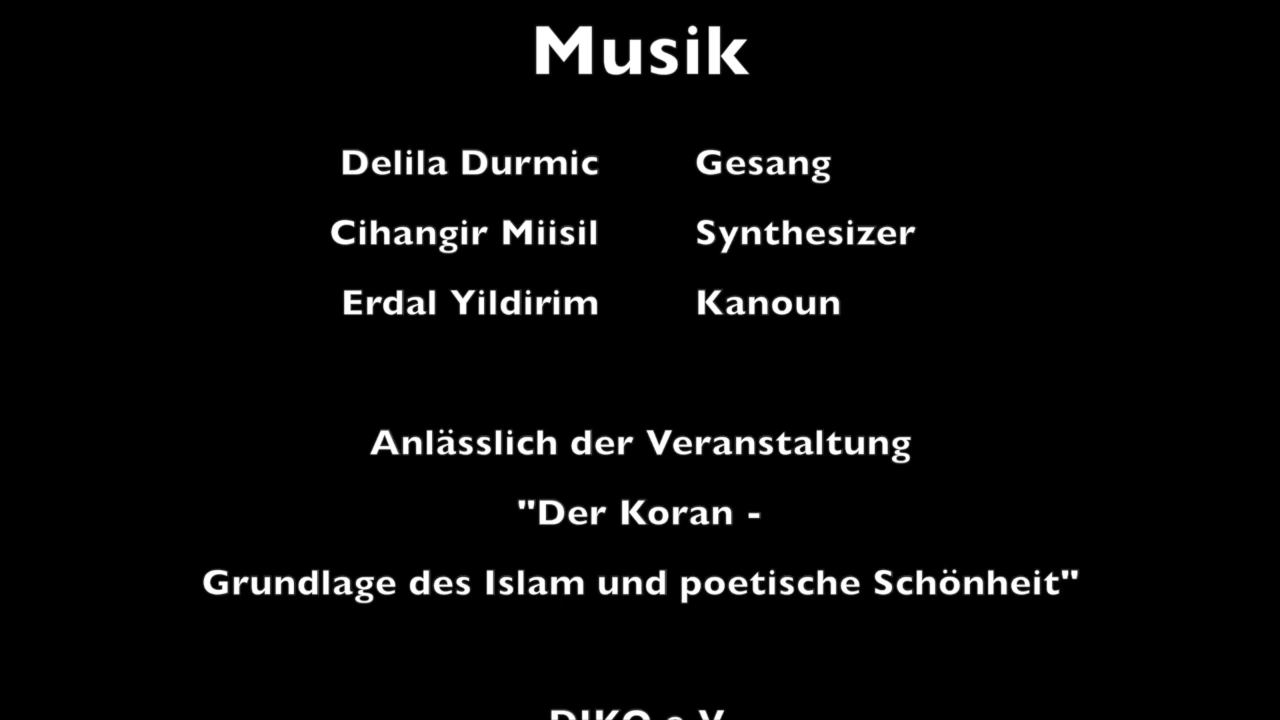 Musik
Delila Durmic Gesang
Cihangir Miisil Synthesizer
Erdal Yildirim Kanoun
Anlässlich der Veranstaltung
"Der Koran -
Grundlage des Islam und poetische Schönheit"
DIKO e.V.